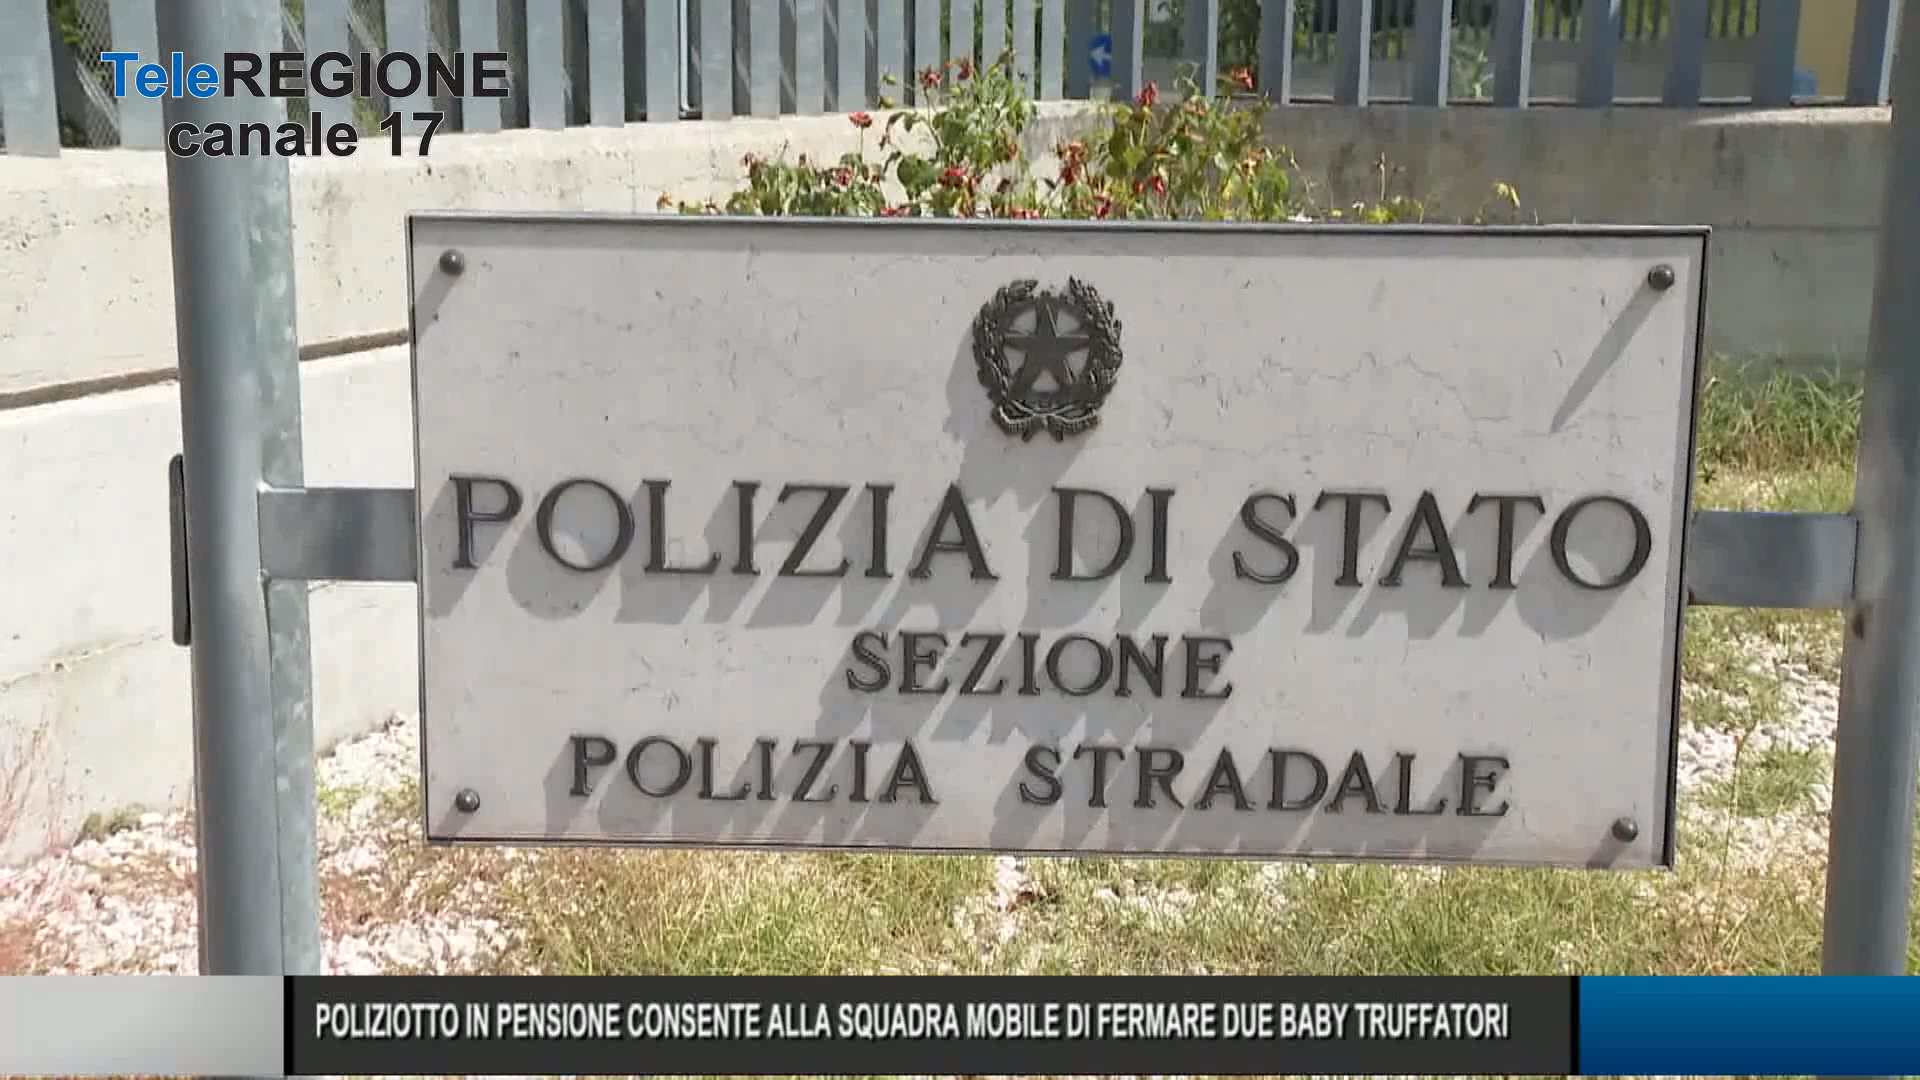 TeleREGIONE
canale 17
POLIZIA DI STATO
SEZIONE
POLIZIA STRADALE
POLIZIOTTO IN PENSIONE CONSENTE ALLA SQUADRA MOBILE DI FERMARE DUE BABY TRUFFATORI